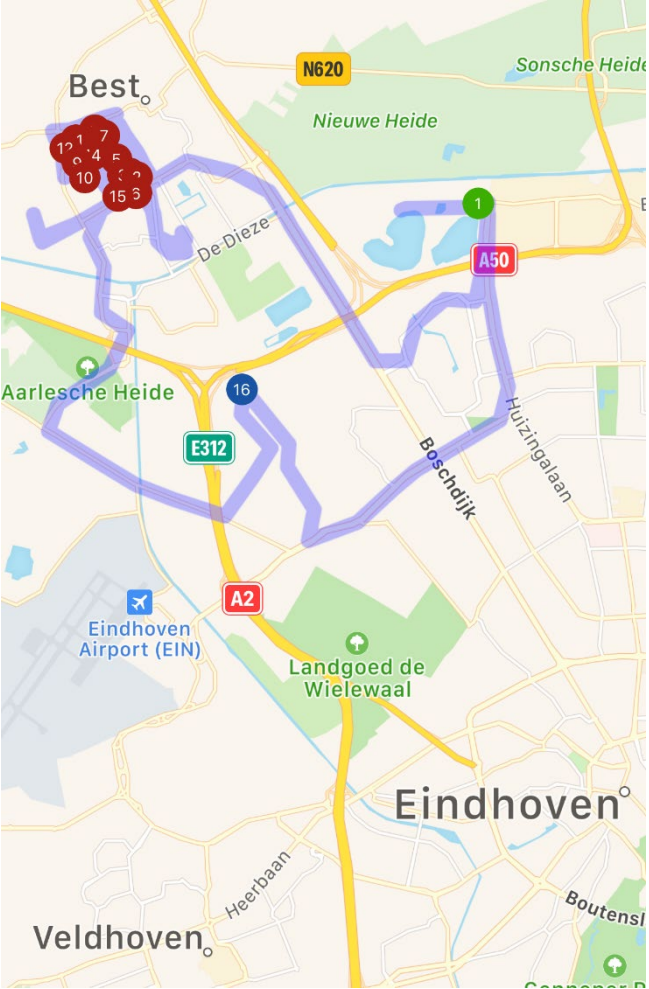 N620
Sonsche Heide
Best
Nieuwe Heide
7
5
10
15
6
1
De Dieze
A50
Aarlesche Heide
16
E312
Boschdijk
Huizingalaan
A2
Eindhoven
Airport (EIN)
Landgoed de
Wielewaal
Eindhoven
Heerbaan
Veldhoven
Boutensl